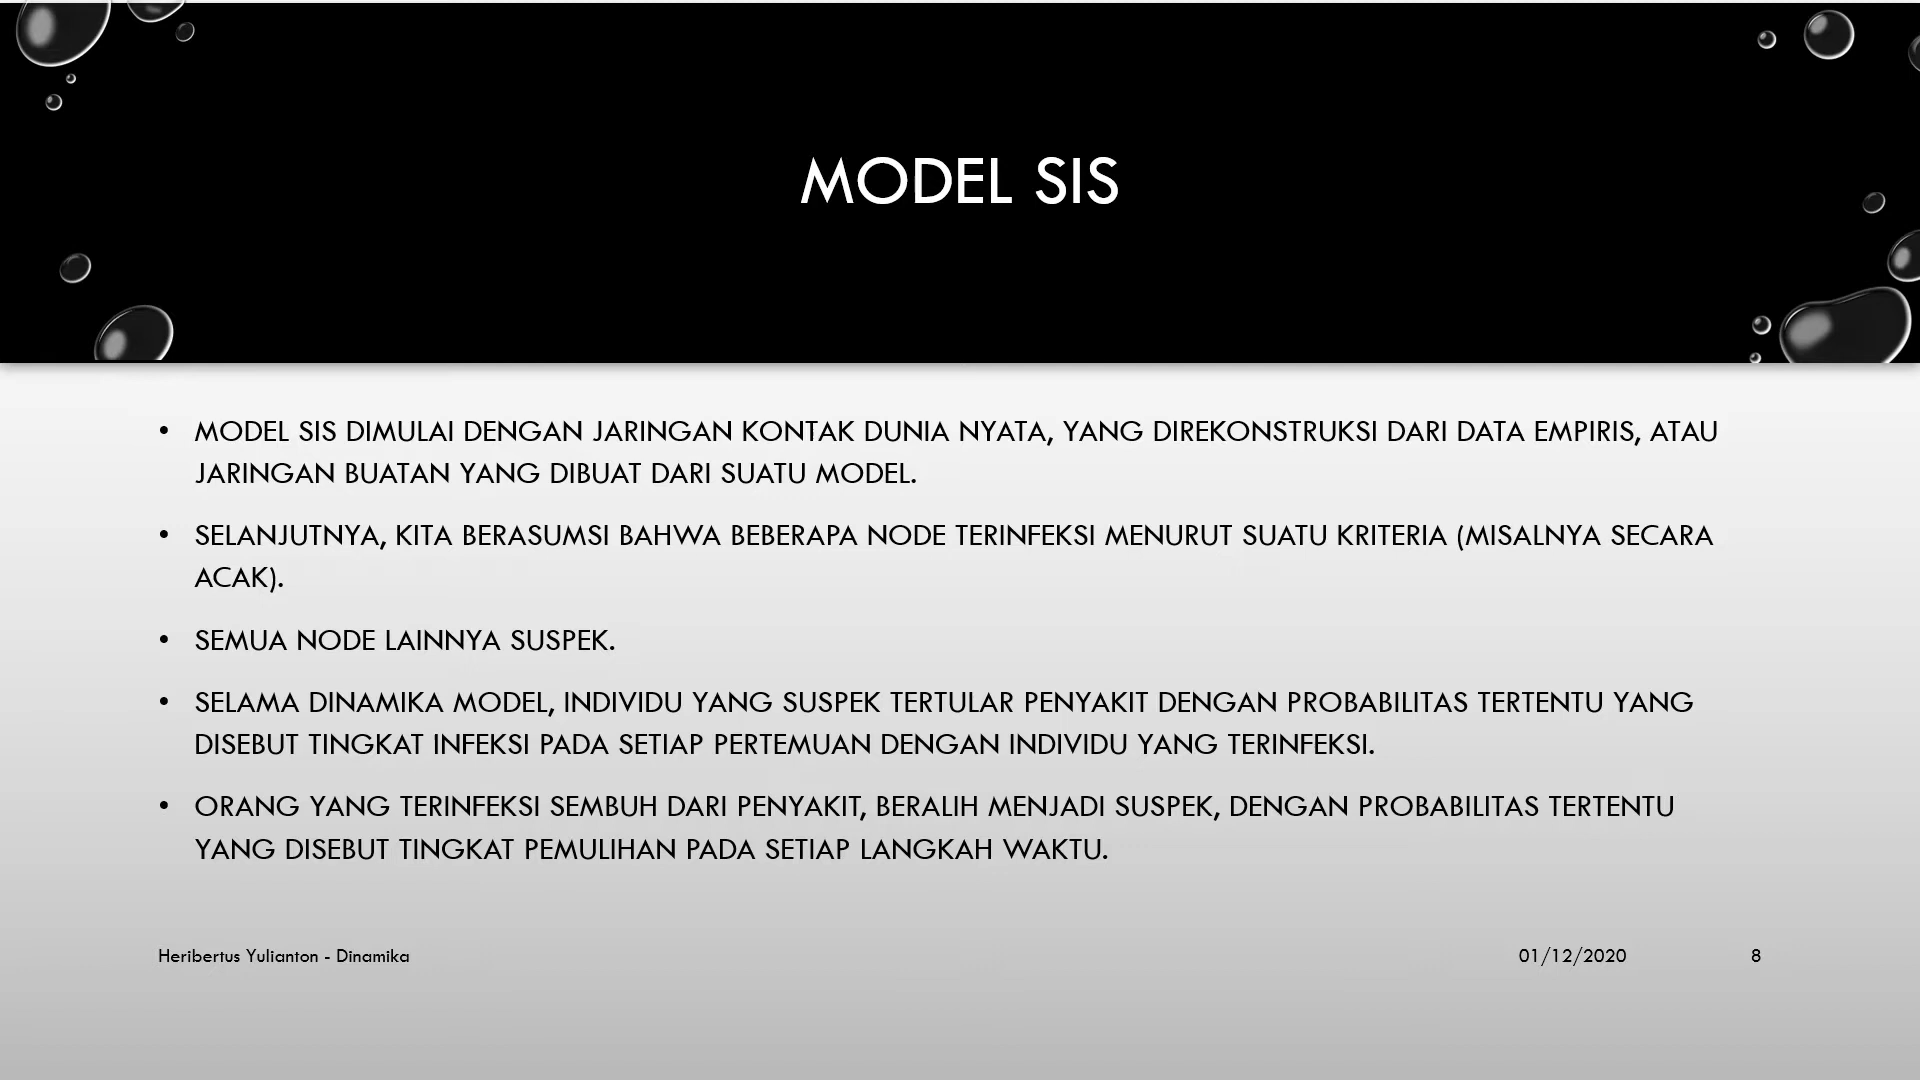 MODEL SIS
• MODEL SIS DIMULAI DENGAN JARINGAN KONTAK DUNIA NYATA, YANG DIREKONSTRUKSI DARI DATA EMPIRIS, ATAU
JARINGAN BUATAN YANG DIBUAT DARI SUATU MODEL.
• SELANJUTNYA, KITA BERASUMSI BAHWA BEBERAPA NODE TERINFEKSI MENURUT SUATU KRITERIA (MISALNYA SECARA
ACAK).
• SEMUA NODE LAINNYA SUSPEK.
• SELAMA DINAMIKA MODEL, INDIVIDU YANG SUSPEK TERTULAR PENYAKIT DENGAN PROBABILITAS TERTENTU YANG
DISEBUT TINGKAT INFEKSI PADA SETIAP PERTEMUAN DENGAN INDIVIDU YANG TERINFEKSI.
• ORANG YANG TERINFEKSI SEMBUH DARI PENYAKIT, BERALIH MENJADI SUSPEK, DENGAN PROBABILITAS TERTENTU
YANG DISEBUT TINGKAT PEMULIHAN PADA SETIAP LANGKAH WAKTU.
Heribertus Yulianton - Dinamika 01/12/2020 8